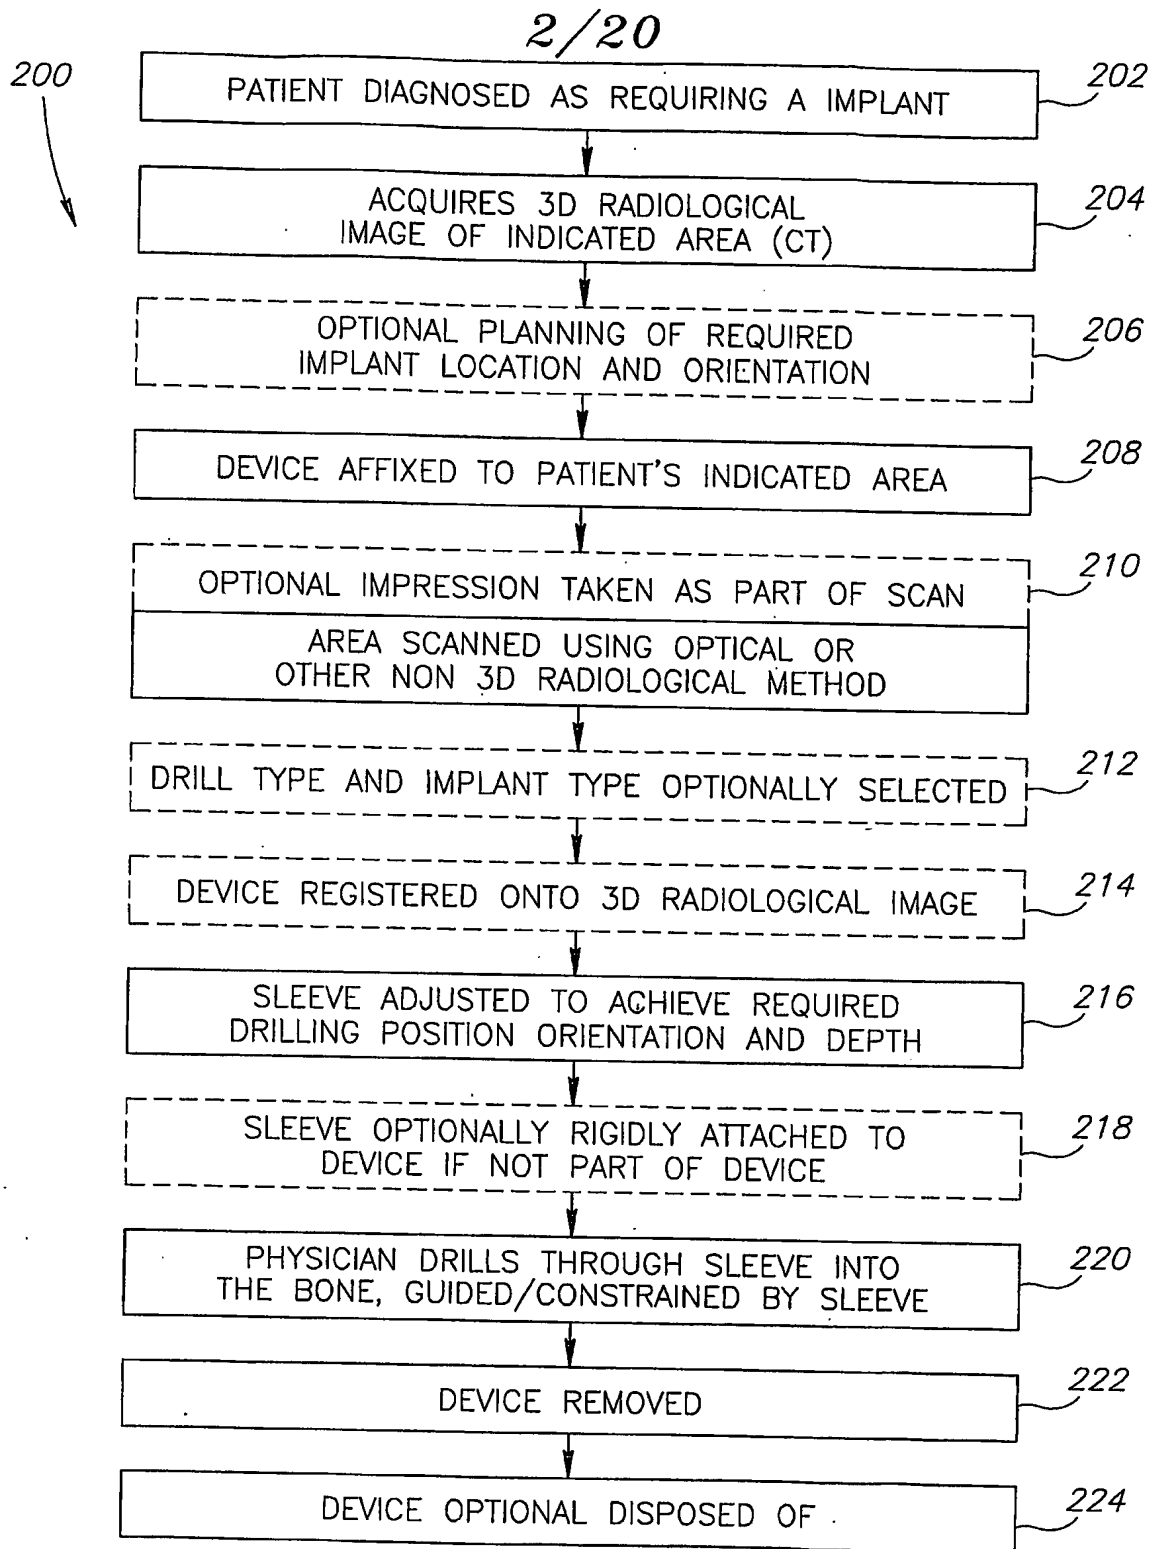 2/20
200
PATIENT DIAGNOSED AS REQUIRING A IMPLANT
202
ACQUIRES 3D RADIOLOGICAL
IMAGE OF INDICATED AREA (CT)
204
OPTIONAL PLANNING OF REQUIRED
IMPLANT LOCATION AND ORIENTATION
206
DEVICE AFFIXED TO PATIENT'S INDICATED AREA
208
OPTIONAL IMPRESSION TAKEN AS PART OF SCAN
210
AREA SCANNED USING OPTICAL OR
OTHER NON 3D RADIOLOGICAL METHOD
DRILL TYPE AND IMPLANT TYPE OPTIONALLY SELECTED
212
DEVICE REGISTERED ONTO 3D RADIOLOGICAL IMAGE
214
SLEEVE ADJUSTED TO ACHIEVE REQUIRED
DRILLING POSITION ORIENTATION AND DEPTH
216
SLEEVE OPTIONALLY RIGIDLY ATTACHED TO
DEVICE IF NOT PART OF DEVICE
218
PHYSICIAN DRILLS THROUGH SLEEVE INTO
THE BONE, GUIDED/CONSTRAINED BY SLEEVE
220
DEVICE REMOVED
222
DEVICE OPTIONAL DISPOSED OF
224